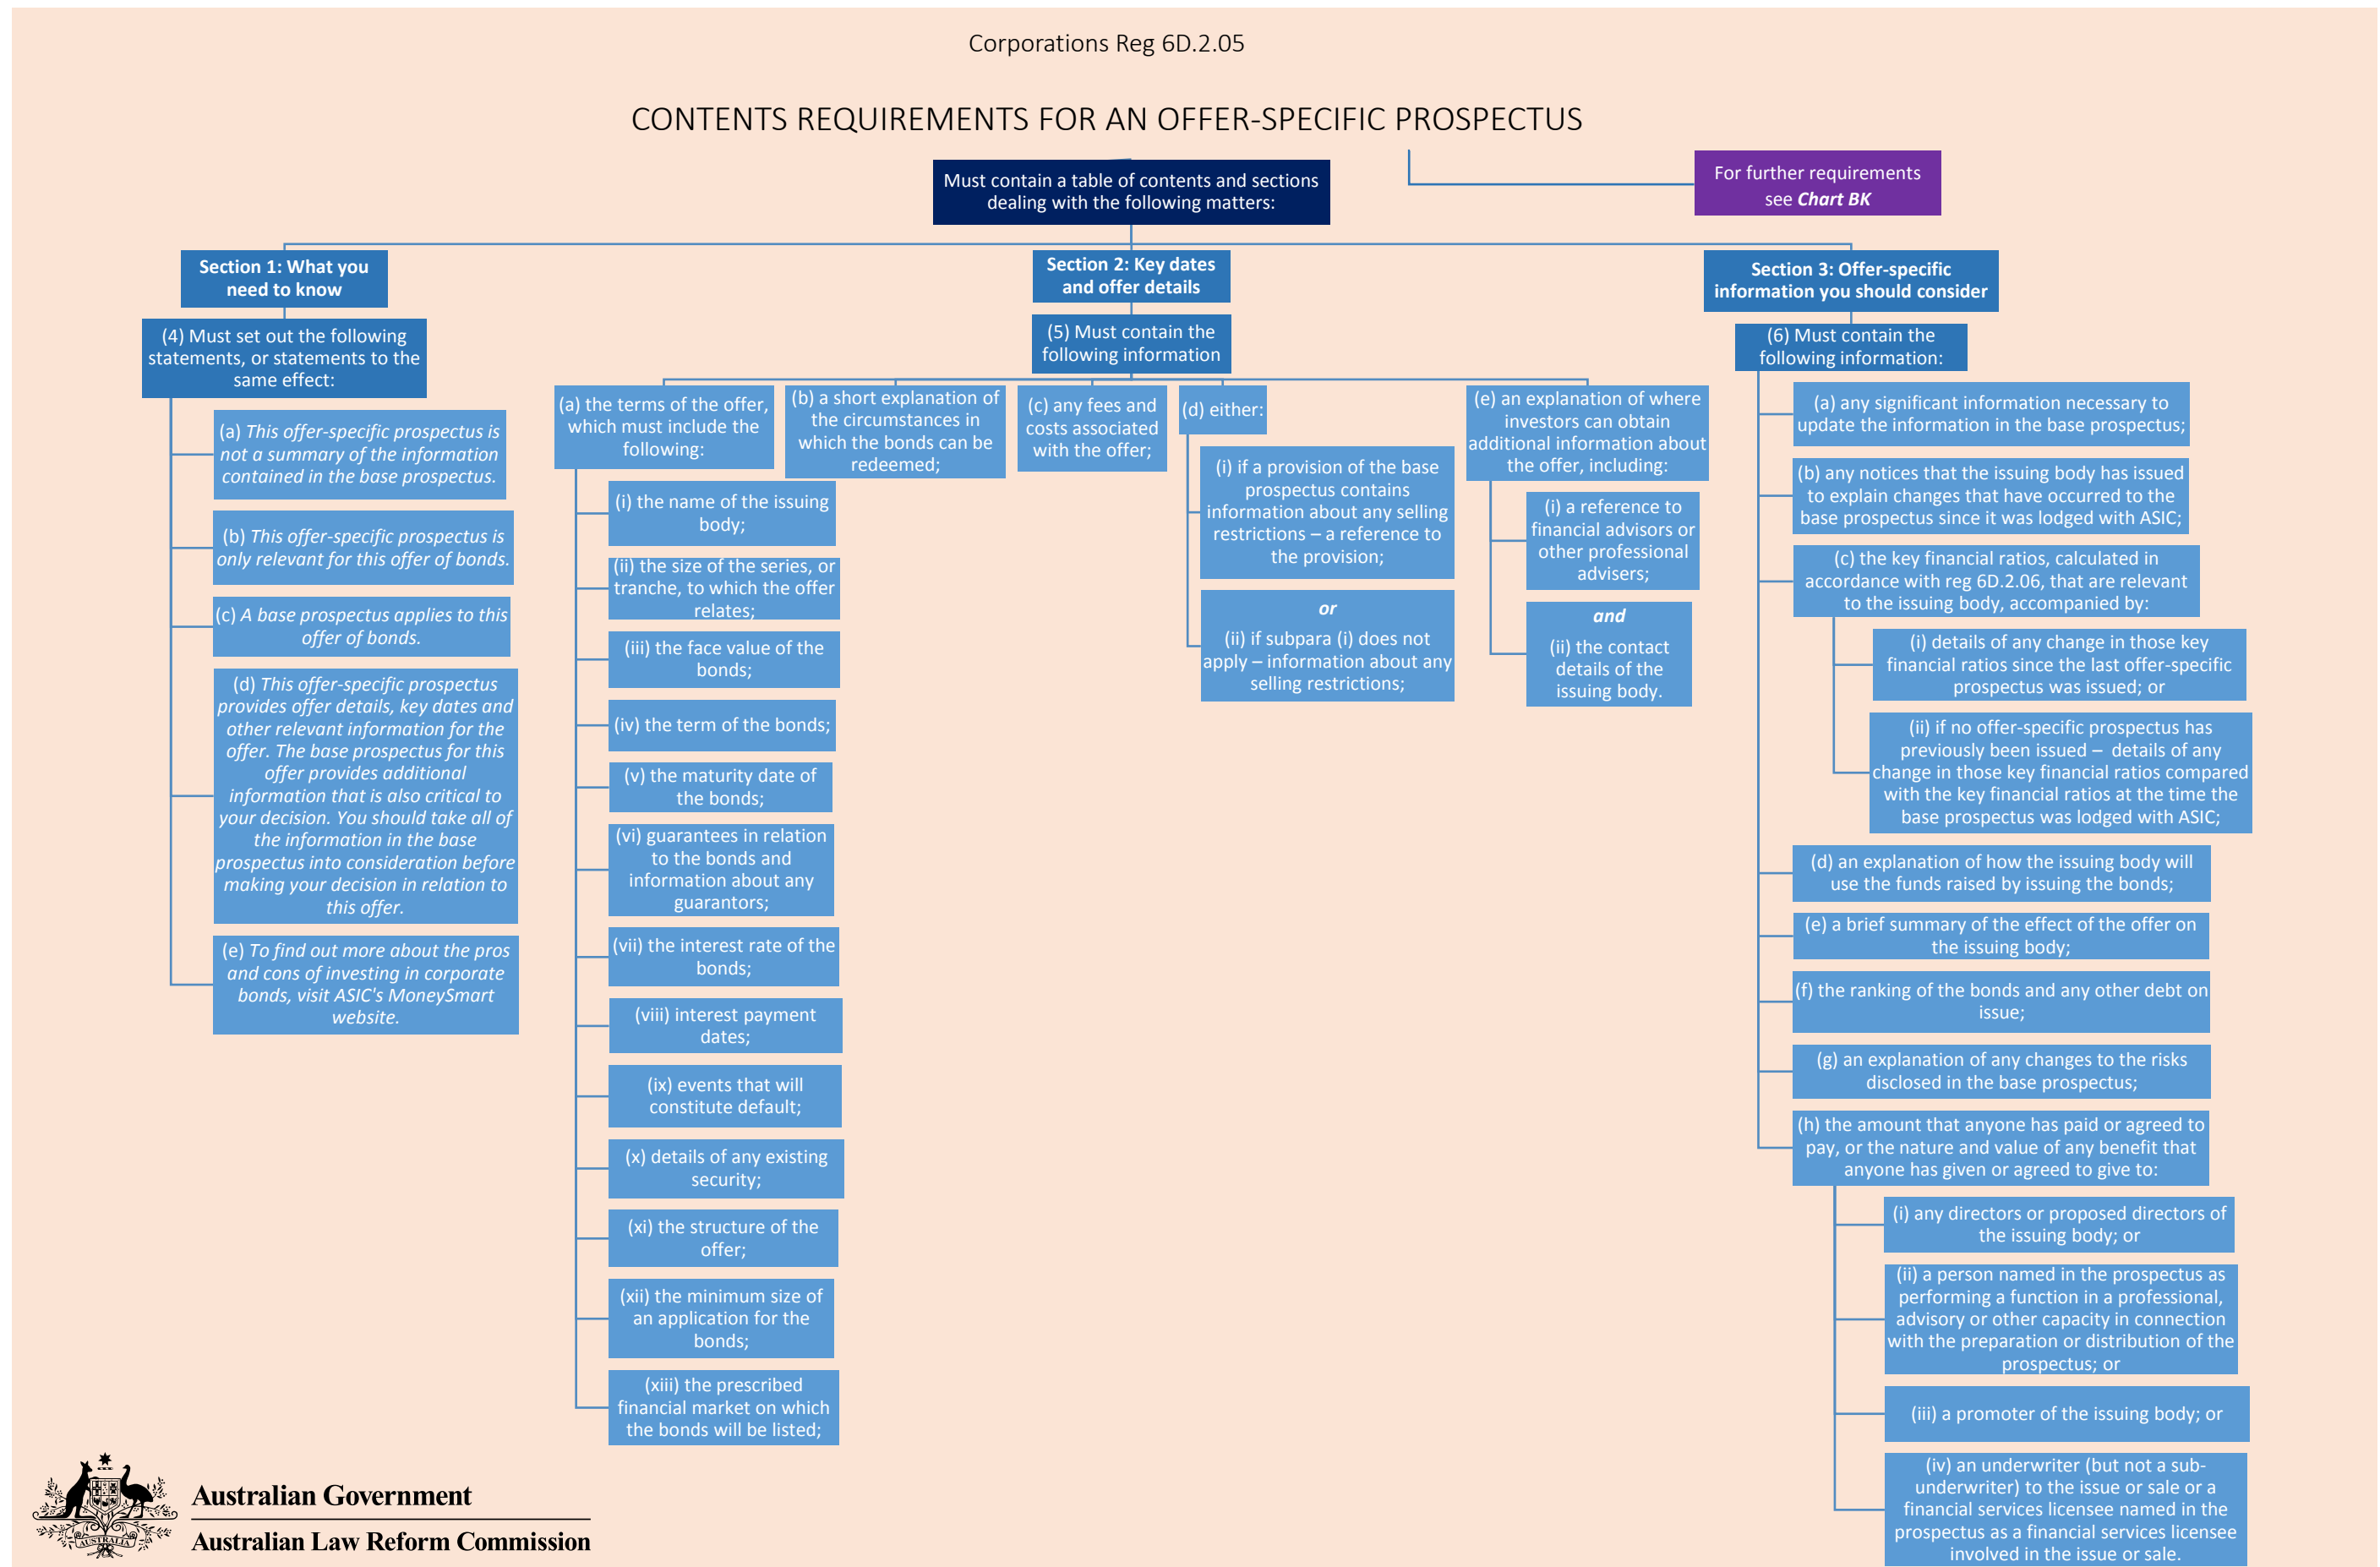 Corporations Reg 6D.2.05
CONTENTS REQUIREMENTS FOR AN OFFER-SPECIFIC PROSPECTUS
Must contain a table of contents and sections
dealing with the following matters:
For further requirements
see Chart BK
Section 1: What you
need to know
(4) Must set out the following
statements, or statements to the
same effect:
(a) This offer-specific prospectus is
not a summary of the information
contained in the base prospectus.
(b) This offer-specific prospectus is
only relevant for this offer of bonds.
(c) A base prospectus applies to this
offer of bonds.
(d) This offer-specific prospectus
provides offer details, key dates and
other relevant information for the
offer. The base prospectus for this
offer provides additional
information that is also critical to
your decision. You should take all of
the information in the base
prospectus into consideration before
making your decision in relation to
this offer.
(e) To find out more about the pros
and cons of investing in corporate
bonds, visit ASIC's MoneySmart
website.
Section 2: Key dates
and offer details
(5) Must contain the
following information
(a) the terms of the offer,
which must include the
following:
(i) the name of the issuing
body;
(ii) the size of the series, or
tranche, to which the offer
relates;
(iii) the face value of the
bonds;
(iv) the term of the bonds;
(v) the maturity date of
the bonds;
(vi) guarantees in relation
to the bonds and
information about any
guarantors;
(vii) the interest rate of the
bonds;
(viii) interest payment
dates;
(ix) events that will
constitute default;
(x) details of any existing
security;
(xi) the structure of the
offer;
(xii) the minimum size of
an application for the
bonds;
(xiii) the prescribed
financial market on which
the bonds will be listed;
(b) a short explanation of
the circumstances in
which the bonds can be
redeemed;
(c) any fees and
costs associated
with the offer;
(d) either:
(i) if a provision of the base
prospectus contains
information about any selling
restrictions – a reference to
the provision;
or
(ii) if subpara (i) does not
apply – information about any
selling restrictions;
(e) an explanation of where
investors can obtain
additional information about
the offer, including:
(i) a reference to
financial advisors or
other professional
advisers;
and
(ii) the contact
details of the
issuing body.
Section 3: Offer-specific
information you should consider
(6) Must contain the
following information:
(a) any significant information necessary to
update the information in the base prospectus;
(b) any notices that the issuing body has issued
to explain changes that have occurred to the
base prospectus since it was lodged with ASIC;
(c) the key financial ratios, calculated in
accordance with reg 6D.2.06, that are relevant
to the issuing body, accompanied by:
(i) details of any change in those key
financial ratios since the last offer-specific
prospectus was issued; or
(ii) if no offer-specific prospectus has
previously been issued – details of any
change in those key financial ratios compared
with the key financial ratios at the time the
base prospectus was lodged with ASIC;
(d) an explanation of how the issuing body will
use the funds raised by issuing the bonds;
(e) a brief summary of the effect of the offer on
the issuing body;
(f) the ranking of the bonds and any other debt on
issue;
(g) an explanation of any changes to the risks
disclosed in the base prospectus;
(h) the amount that anyone has paid or agreed to
pay, or the nature and value of any benefit that
anyone has given or agreed to give to:
(i) any directors or proposed directors of
the issuing body; or
(ii) a person named in the prospectus as
performing a function in a professional,
advisory or other capacity in connection
with the preparation or distribution of the
prospectus; or
(iii) a promoter of the issuing body; or
(iv) an underwriter (but not a sub-
underwriter) to the issue or sale or a
financial services licensee named in the
prospectus as a financial services licensee
involved in the issue or sale.
AUSTRALIA
Australian Government
Australian Law Reform Commission